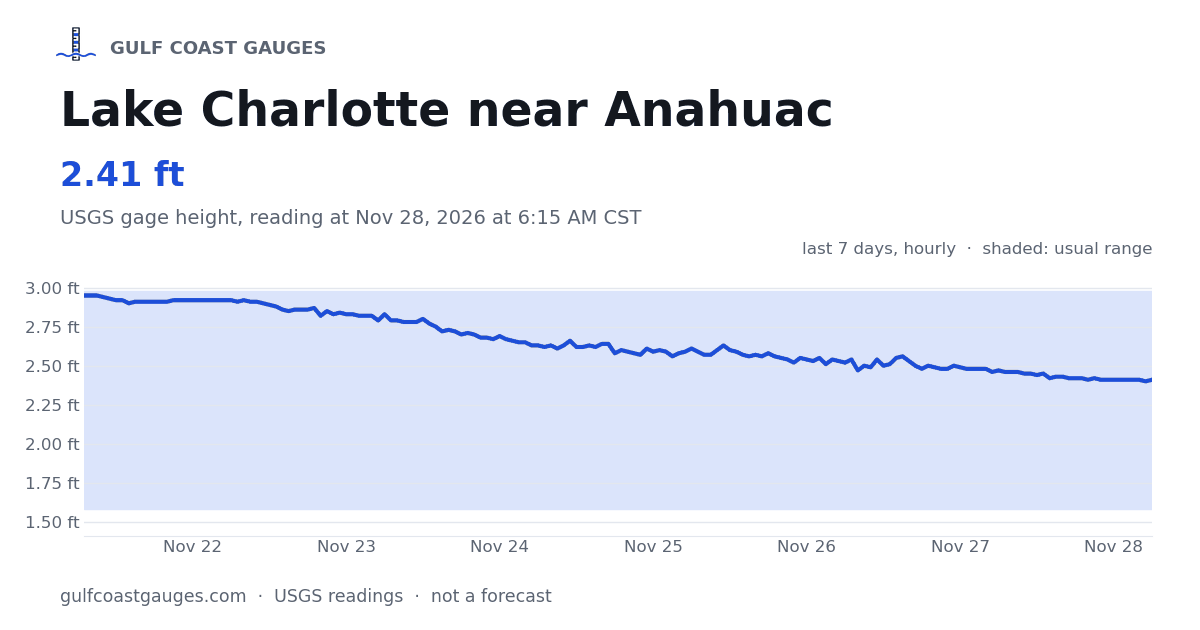 GULF COAST GAUGES
Lake Charlotte near Anahuac
2.41 ft
USGS gage height, reading at Nov 28, 2026 at 6:15 AM CST
last 7 days, hourly · shaded: usual range
3.00 ft
2.75 ft
2.50 ft
2.25 ft
2.00 ft
1.75 ft
1.50 ft
Nov 22 Nov 23 Nov 24 Nov 25 Nov 26 Nov 27 Nov 28
gulfcoastgauges.com · USGS readings · not a forecast